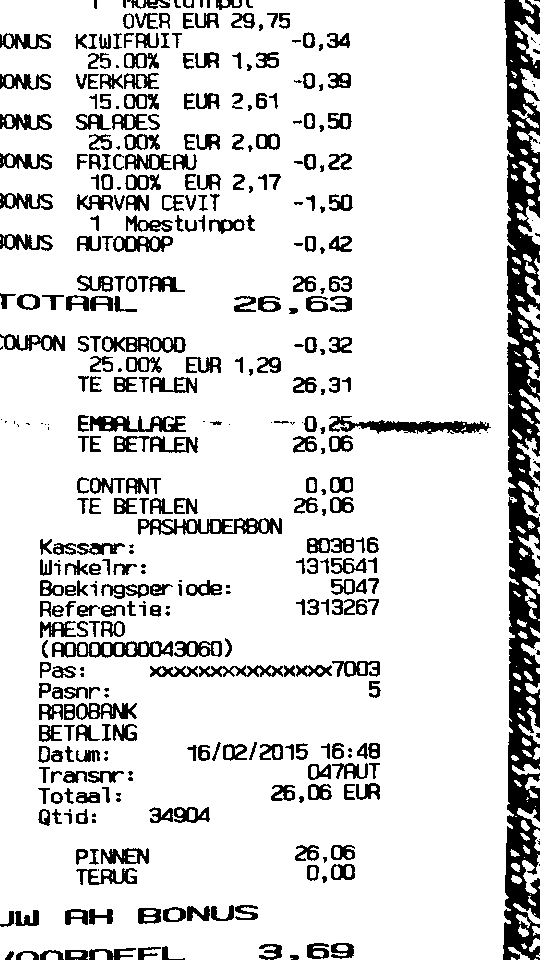 1 Moestuinpot
OVER EUR 29,75
BONUS KIWIFRUIT -0,34
25.00% EUR 1,35
BONUS VERKADE -0,39
15.00% EUR 2,61
BONUS SALADES -0,50
25.00% EUR 2,00
BONUS FRICANDEAU -0,22
10.00% EUR 2,17
BONUS KARVAN CEVIT -1,50
1 Moestuinpot
BONUS AUTODROP -0,42
SUBTOTAAL 26,63
TOTAAL 26,63
COUPON STOKBROOD -0,32
25.00% EUR 1,29
TE BETALEN 26,31
EMBALLAGE 0,25
TE BETALEN 26,06
CONTANT 0,00
TE BETALEN 26,06
PASHOUDERBON
Kassanr: 803816
Winkelnr: 1315641
Boekingsperiode: 5047
Referentie: 1313267
MAESTRO
(A0000000043060)
Pas: xxxxxxxxxxxxxxx7003
Pasnr: 5
RABOBANK
BETALING
Datum: 16/02/2015 16:48
Transnr: 047AUT
Totaal: 26,06 EUR
Qtid: 34904
PINNEN 26,06
TERUG 0,00
UW AH BONUS
VOORDEEL 3,69